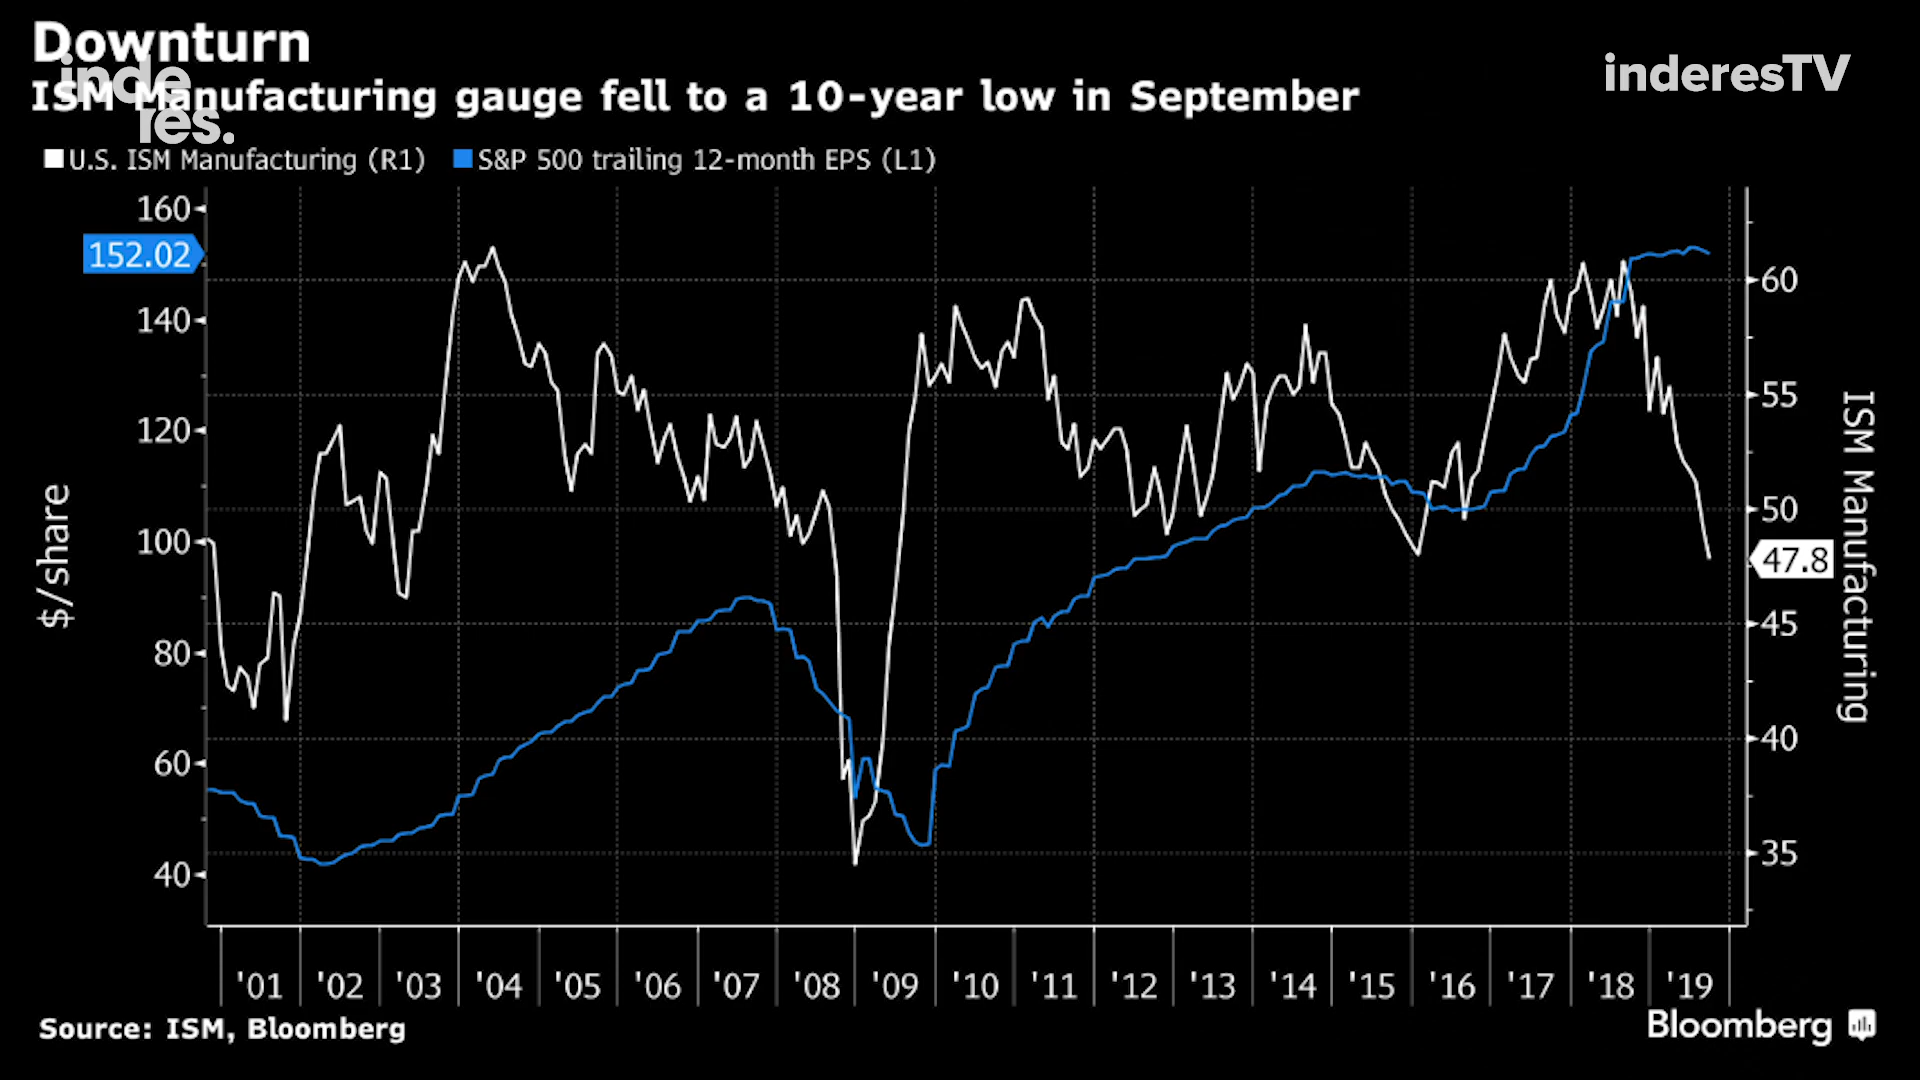 Downturn
inde
res.
inderesTV
ISM Manufacturing gauge fell to a 10-year low in September
U.S. ISM Manufacturing (R1) S&P 500 trailing 12-month EPS (L1)
160
152.02
140
120
100
80
60
40
$/share
60
55
50
47.8
45
40
35
ISM Manufacturing
'01 '02 '03 '04 '05 '06 '07 '08 '09 '10 '11 '12 '13 '14 '15 '16 '17 '18 '19
Source: ISM, Bloomberg
Bloomberg